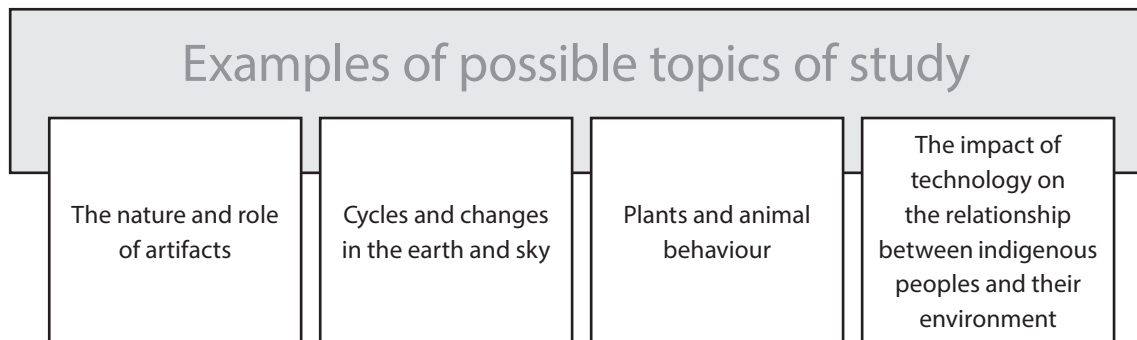 Examples of possible topics of study
The nature and role
of artifacts
Cycles and changes
in the earth and sky
Plants and animal
behaviour
The impact of
technology on
the relationship
between indigenous
peoples and their
environment